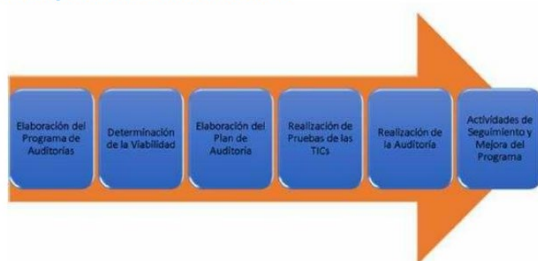 Elaboración del
Programa de
Auditorías
Determinación
de la Viabilidad
Elaboración del
Plan de
Auditoría
Realización de
Pruebas de las
TICs
Realización de
la Auditoría
Actividades de
Seguimiento y
Mejora del
Programa